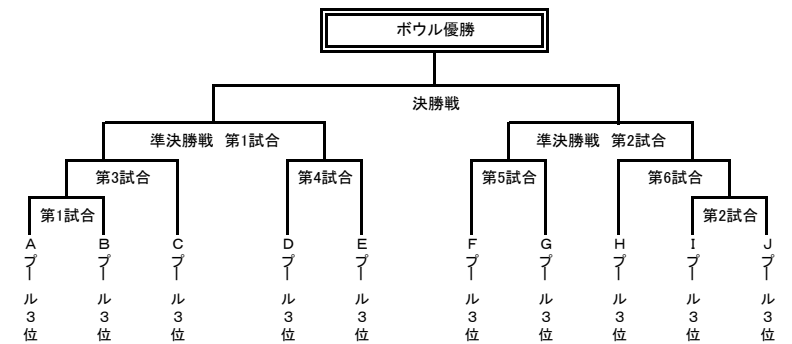 ボウル優勝
決勝戦
準決勝戦　第1試合
準決勝戦　第2試合
第3試合
第4試合
第5試合
第6試合
第1試合
第2試合
Aプール3位
Bプール3位
Cプール3位
Dプール3位
Eプール3位
Fプール3位
Gプール3位
Hプール3位
Iプール3位
Jプール3位